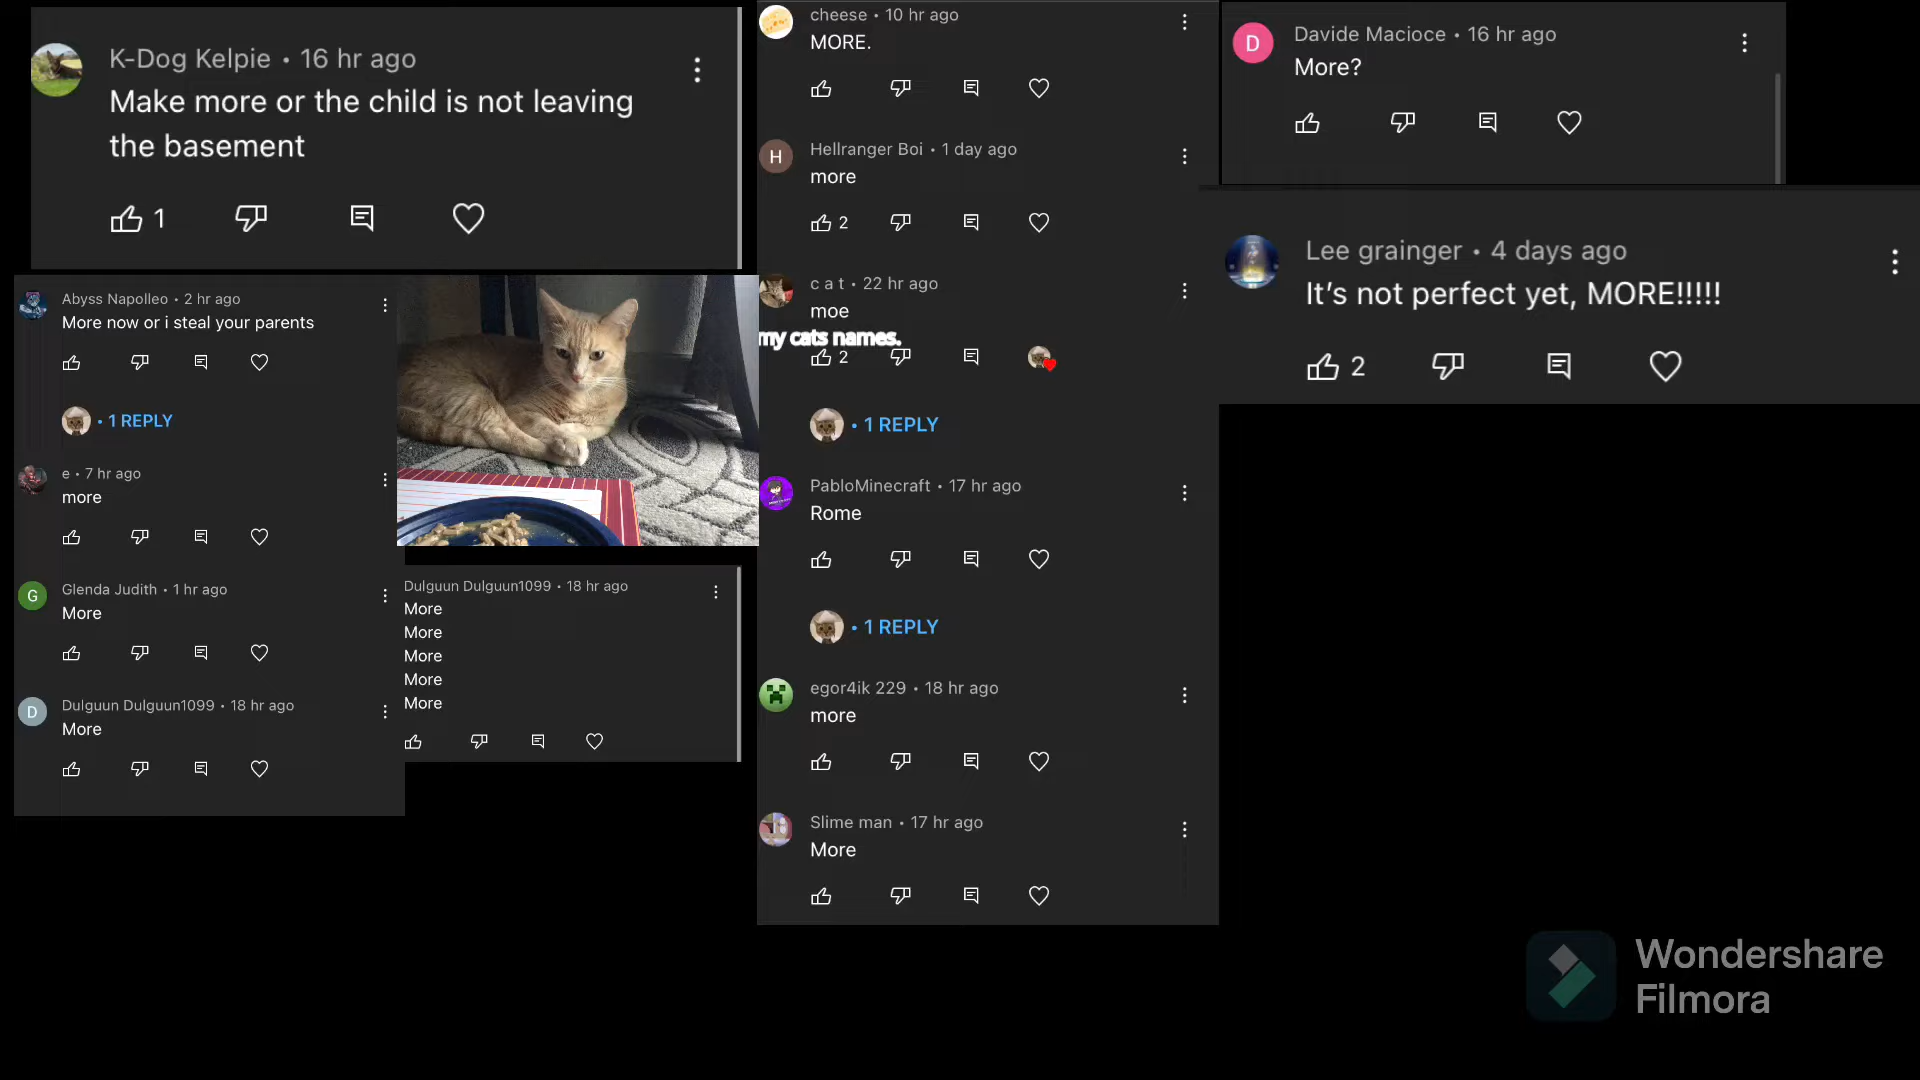 K-Dog Kelpie • 16 hr ago
Make more or the child is not leaving
the basement
1
Abyss Napolleo • 2 hr ago
More now or i steal your parents
• 1 REPLY
e • 7 hr ago
more
G
Glenda Judith • 1 hr ago
More
D
Dulguun Dulguun1099 • 18 hr ago
More
Dulguun Dulguun1099 • 18 hr ago
More
More
More
More
More
cheese • 10 hr ago
MORE.
H
Hellranger Boi • 1 day ago
more
2
c a t • 22 hr ago
moe
my cats names.
2
• 1 REPLY
PabloMinecraft • 17 hr ago
Rome
• 1 REPLY
egor4ik 229 • 18 hr ago
more
Slime man • 17 hr ago
More
D
Davide Macioce • 16 hr ago
More?
Lee grainger • 4 days ago
It’s not perfect yet, MORE!!!!!
2
Wondershare
Filmora